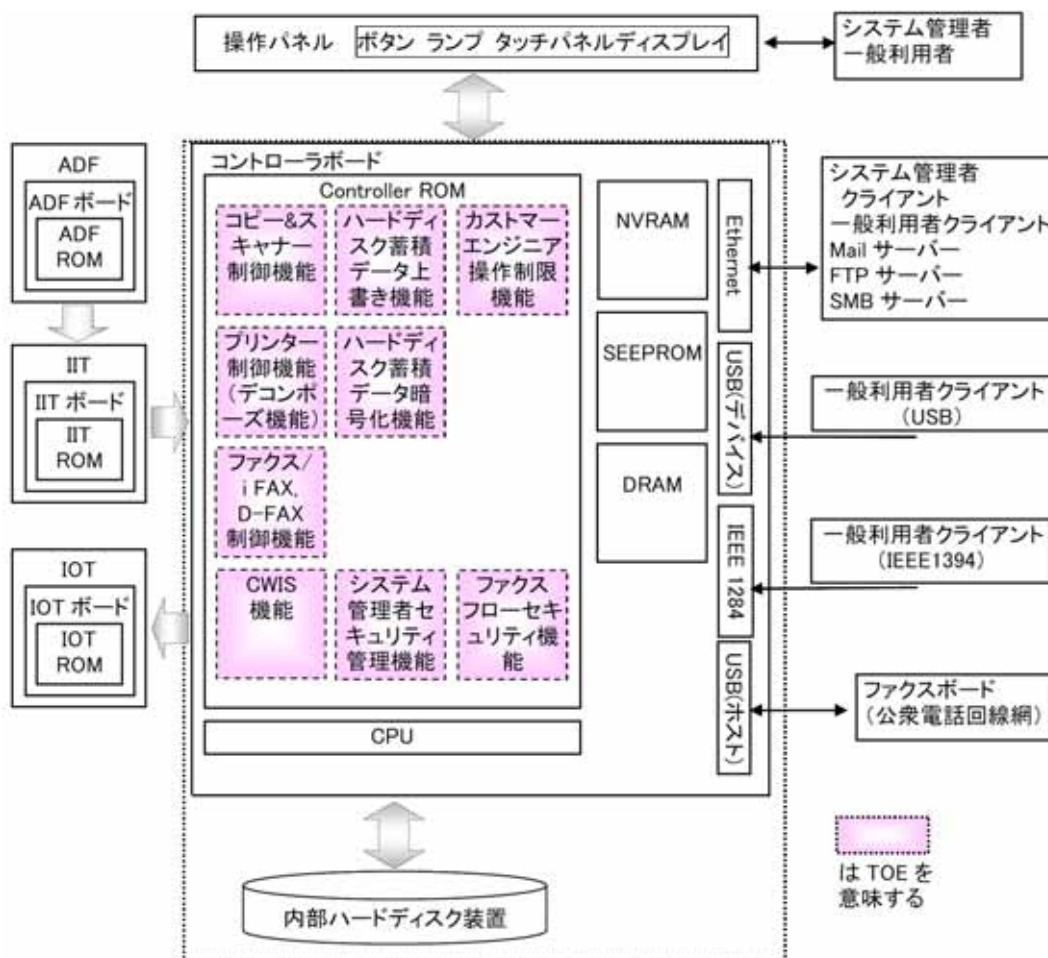 操作パネル
ボタン ランプ タッチパネルディスプレイ
システム管理者
一般利用者
ADF
ADFボード
ADF
ROM
IIT
IITボード
IIT
ROM
IOT
IOTボード
IOT
ROM
コントローラボード
Controller ROM
コピー&ス
キャナー
制御機能
ハードディ
スク蓄積
データ上
書き機能
カストマー
エンジニア
操作制限
機能
プリンター
制御機能
(デコンポ
ーズ機能)
ハードディ
スク蓄積
データ暗
号化機能
ファクス/
i FAX,
D-FAX
制御機能
CWIS
機能
システム
管理者セ
キュリティ
管理機能
ファクス
フローセキ
ュリティ機
能
CPU
NVRAM
SEEPROM
DRAM
Ethernet
USB(デバイス)
IEEE 1284
USB(ホスト)
システム管理者
クライアント
一般利用者クライアント
Mail サーバー
FTP サーバー
SMB サーバー
一般利用者クライアント
(USB)
一般利用者クライアント
(IEEE1394)
ファクスボード
(公衆電話回線網)
内部ハードディスク装置
は TOE を
意味する